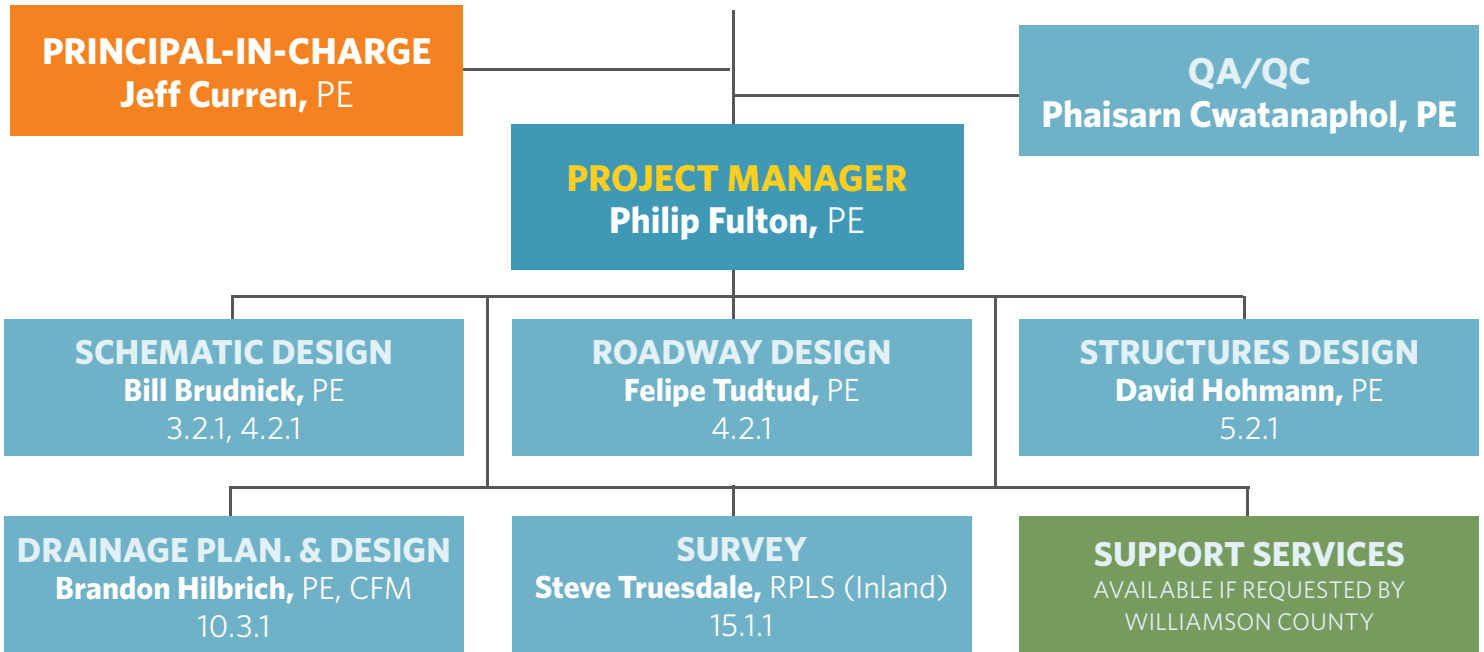 PRINCIPAL-IN-CHARGE
Jeff Curren, PE
QA/QC
Phaisarn Cwatanaphol, PE
PROJECT MANAGER
Philip Fulton, PE
SCHEMATIC DESIGN
Bill Brudnick, PE
3.2.1, 4.2.1
ROADWAY DESIGN
Felipe Tudtud, PE
4.2.1
STRUCTURES DESIGN
David Hohmann, PE
5.2.1
DRAINAGE PLAN. & DESIGN
Brandon Hilbrich, PE, CFM
10.3.1
SURVEY
Steve Truesdale, RPLS (Inland)
15.1.1
SUPPORT SERVICES
AVAILABLE IF REQUESTED BY
WILLIAMSON COUNTY